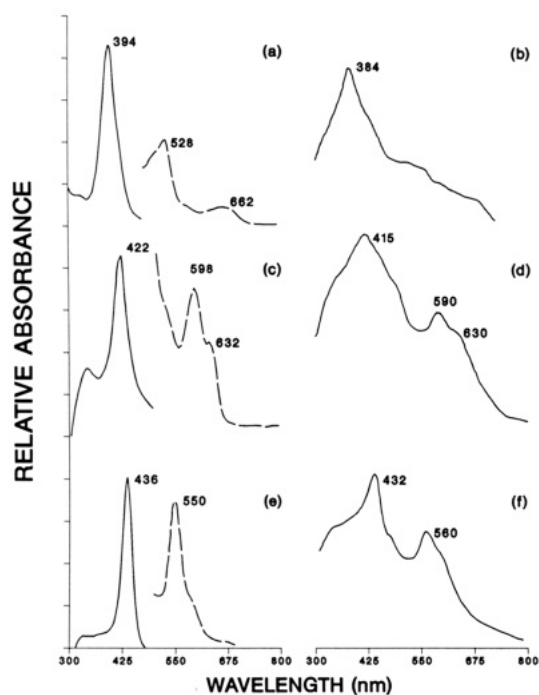 RELATIVE ABSORBANCE
394
(a)
528
662
(b)
384
422
(c)
598
632
415
(d)
590
630
436
(e)
550
432
(f)
560
300 425 550 675 800
300 425 550 675 800
WAVELENGTH (nm)